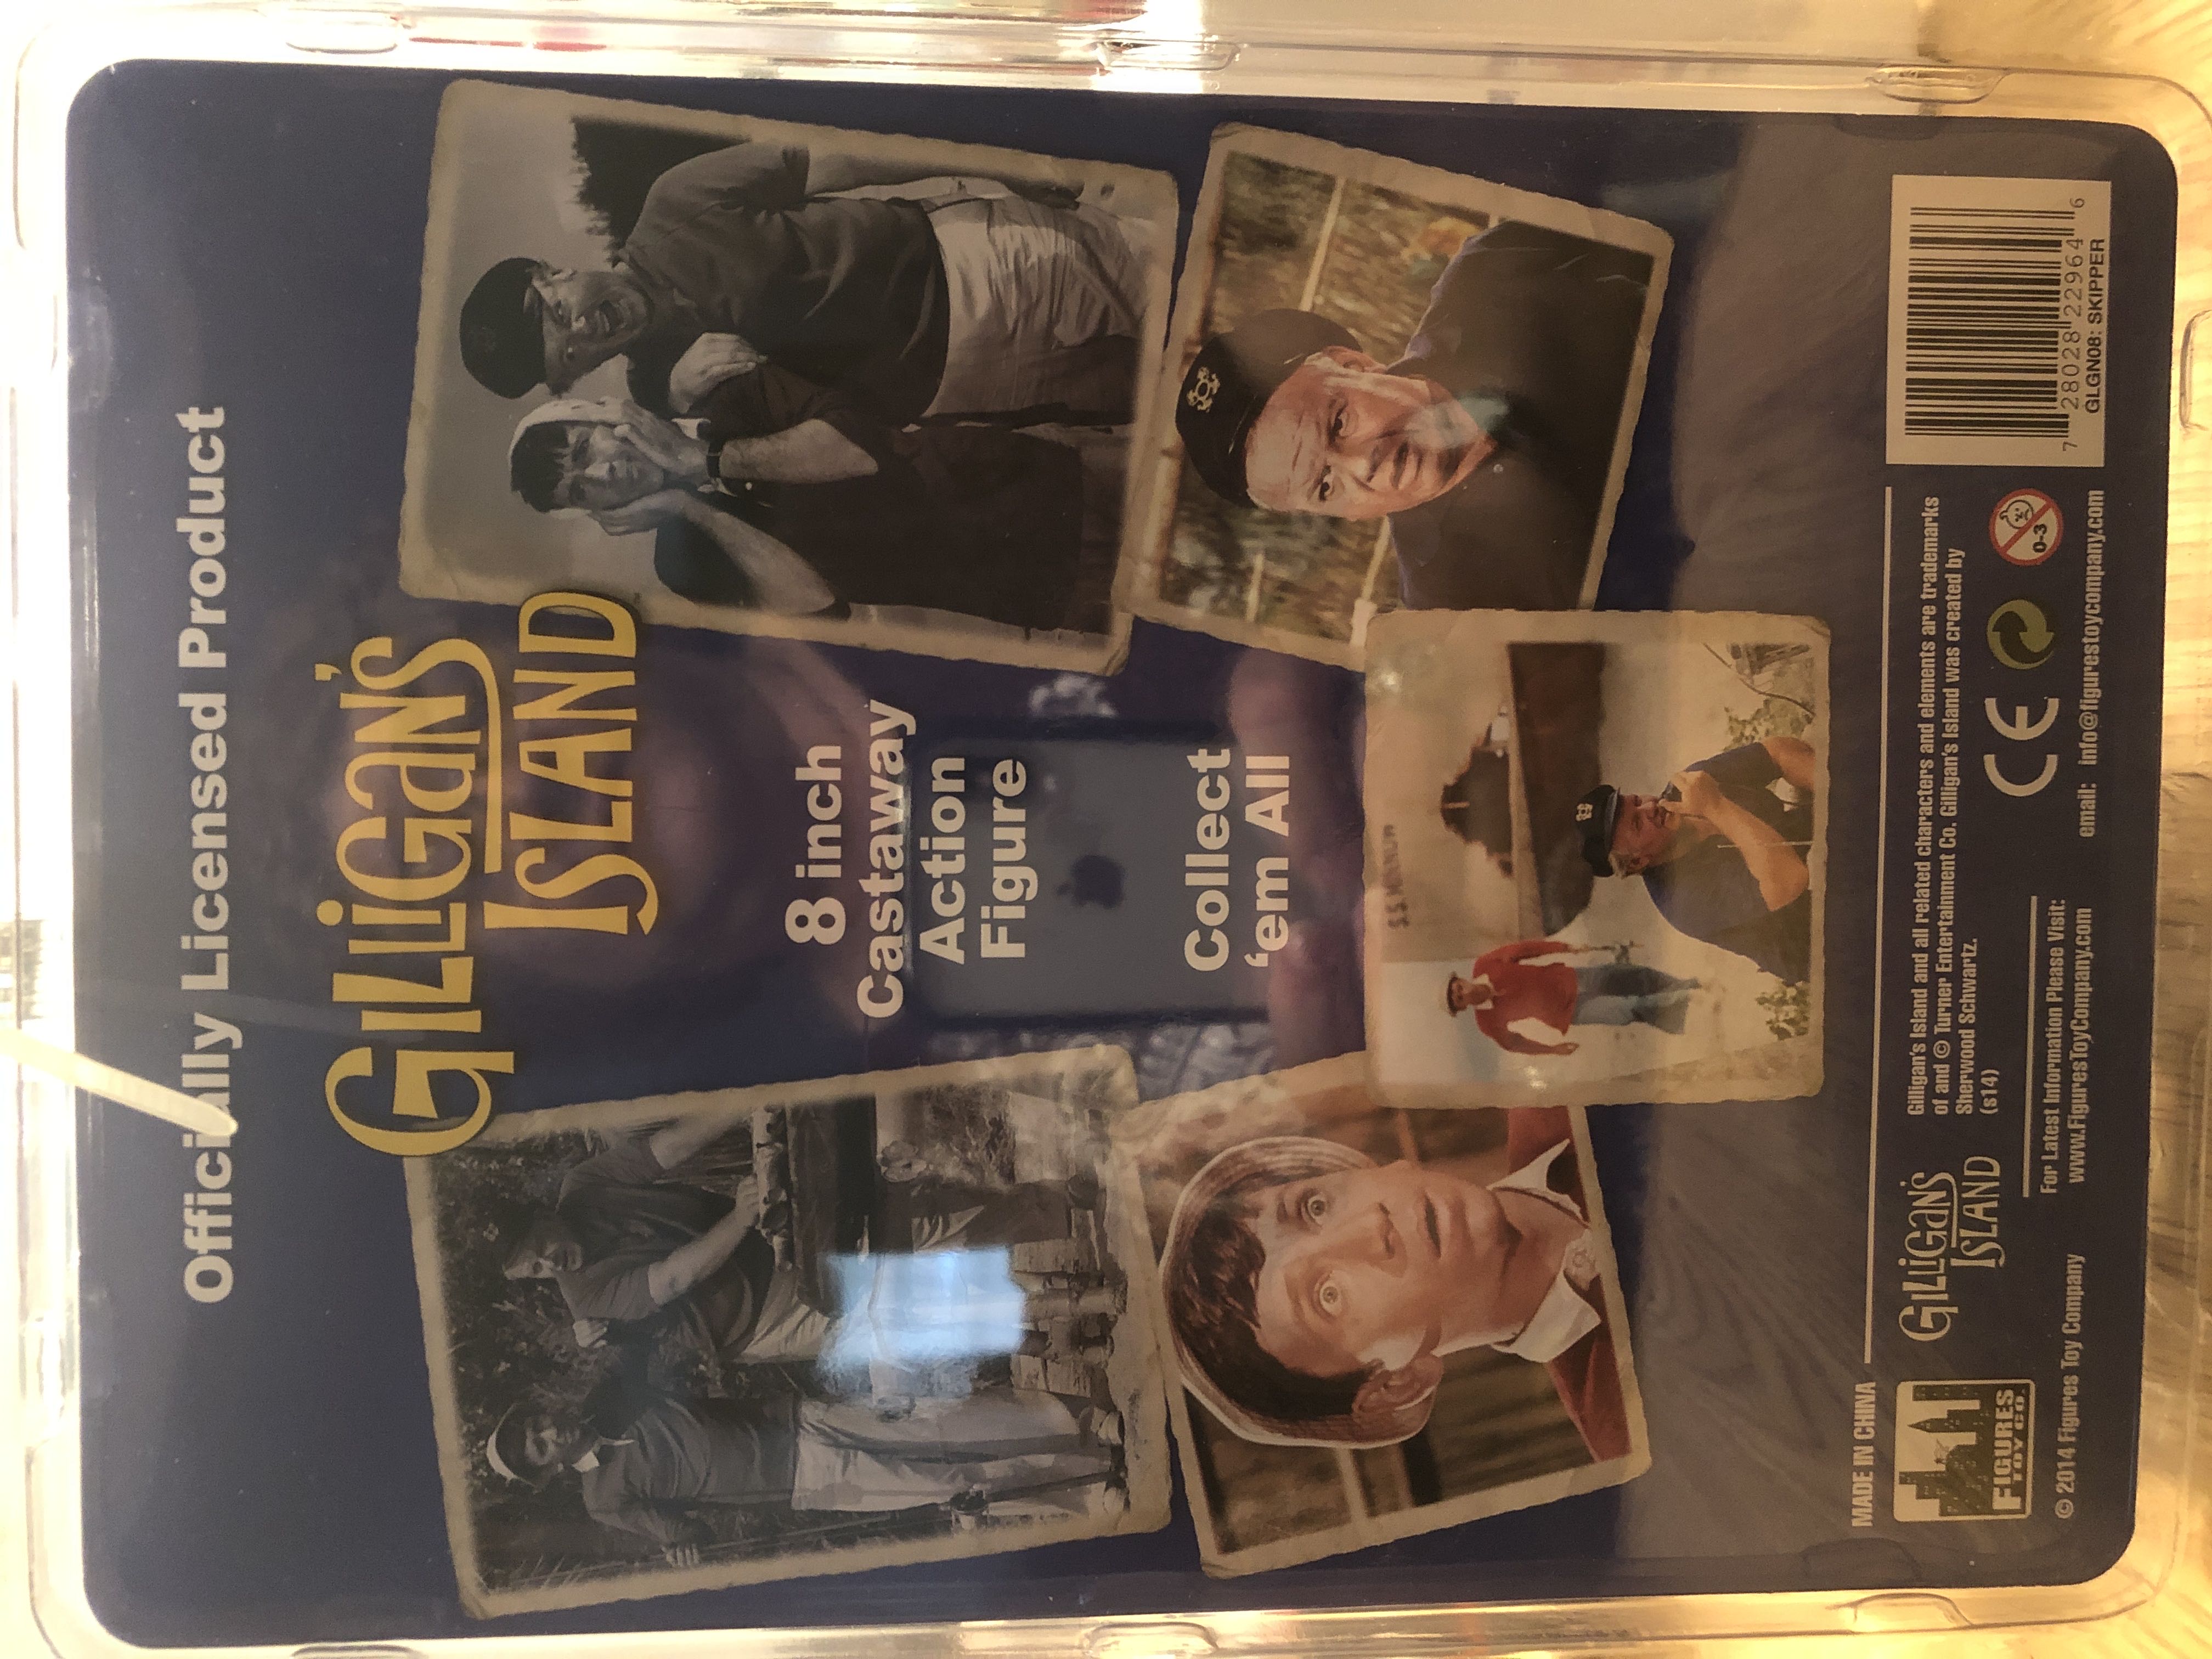 Officially Licensed Product
GILLIGAN'S
ISLAND
8 inch
Castaway
Action
Figure
Collect
'em All
S.S. MINNOW
MADE IN CHINA
FIGURES
TOY CO.
GILLIGAN'S
ISLAND
Gilligan's Island and all related characters and elements are trademarks
of and © Turner Entertainment Co. Gilligan's Island was created by
Sherwood Schwartz.
(s14)
CE
0-3
© 2014 Figures Toy Company
For Latest Information Please Visit:
www.FiguresToyCompany.com
email: info@figurestoycompany.com
7 28028 22964 6
GLGN08: SKIPPER